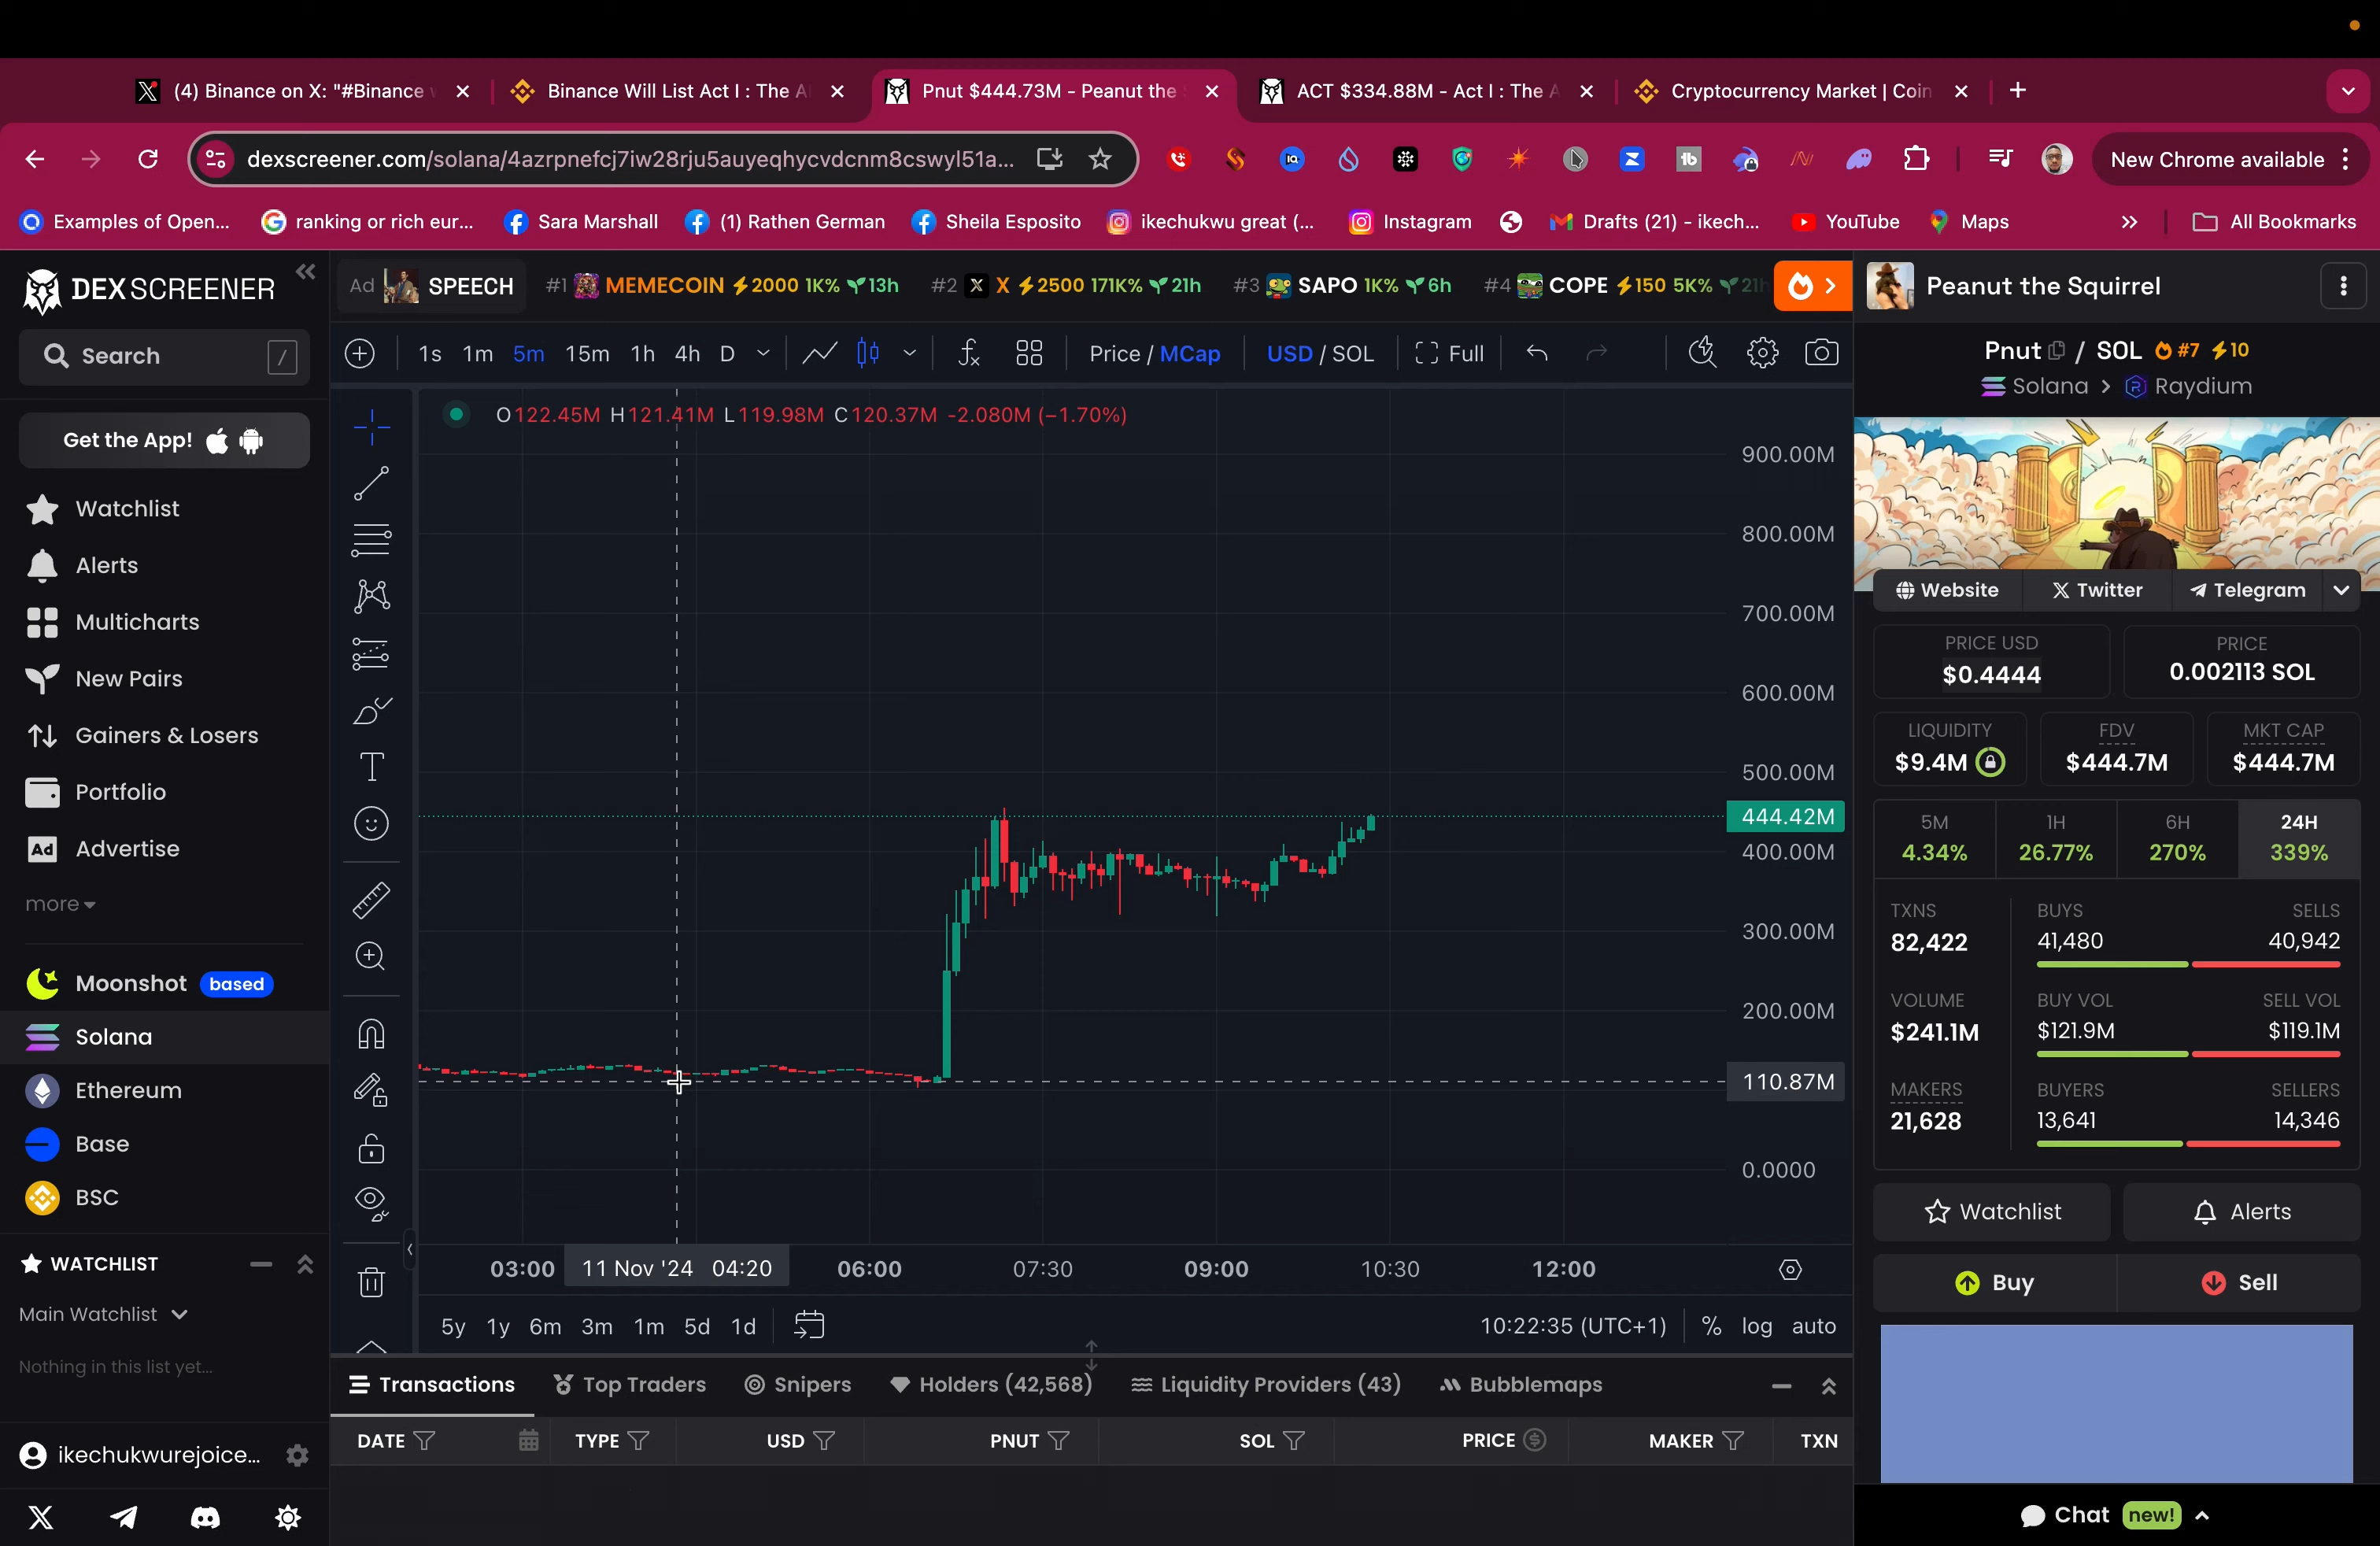 (4) Binance on X: "#Binance
Binance Will List Act I : The A
Pnut $444.73M - Peanut the
ACT $334.88M - Act I : The A
Cryptocurrency Market | Coin
dexscreener.com/solana/4azrpnefcj7iw28rju5auyeqhycvdcnm8cswyl51a...
New Chrome available
Examples of Open...
ranking or rich eur...
Sara Marshall
(1) Rathen German
Sheila Esposito
ikechukwu great (...
Instagram
Drafts (21) - ikech...
YouTube
Maps
All Bookmarks
DEXSCREENER
Search /
Get the App!
Watchlist
Alerts
Multicharts
New Pairs
Gainers & Losers
Portfolio
Ad Advertise
more
Moonshot based
Solana
Ethereum
Base
BSC
WATCHLIST
Main Watchlist
Nothing in this list yet...
ikechukwurejoice...
Ad SPEECH #1 MEMECOIN 2000 1K% 13h #2 X 2500 171K% 21h #3 SAPO 1K% 6h #4 COPE 150 5K% 21h
1s 1m 5m 15m 1h 4h D Price / MCap USD / SOL Full
O122.45M H121.41M L119.98M C120.37M -2.080M (−1.70%)
900.00M
800.00M
700.00M
600.00M
500.00M
444.42M
400.00M
300.00M
200.00M
110.87M
0.0000
03:00 11 Nov '24 04:20 06:00 07:30 09:00 10:30 12:00
5y 1y 6m 3m 1m 5d 1d 10:22:35 (UTC+1) % log auto
Transactions Top Traders Snipers Holders (42,568) Liquidity Providers (43) Bubblemaps
DATE TYPE USD PNUT SOL PRICE MAKER TXN
Peanut the Squirrel
Pnut / SOL #7 10
Solana > Raydium
Website Twitter Telegram
PRICE USD PRICE
$0.4444 0.002113 SOL
LIQUIDITY FDV MKT CAP
$9.4M $444.7M $444.7M
5M 1H 6H 24H
4.34% 26.77% 270% 339%
TXNS BUYS SELLS
82,422 41,480 40,942
VOLUME BUY VOL SELL VOL
$241.1M $121.9M $119.1M
MAKERS BUYERS SELLERS
21,628 13,641 14,346
Watchlist Alerts
Buy Sell
Chat new!